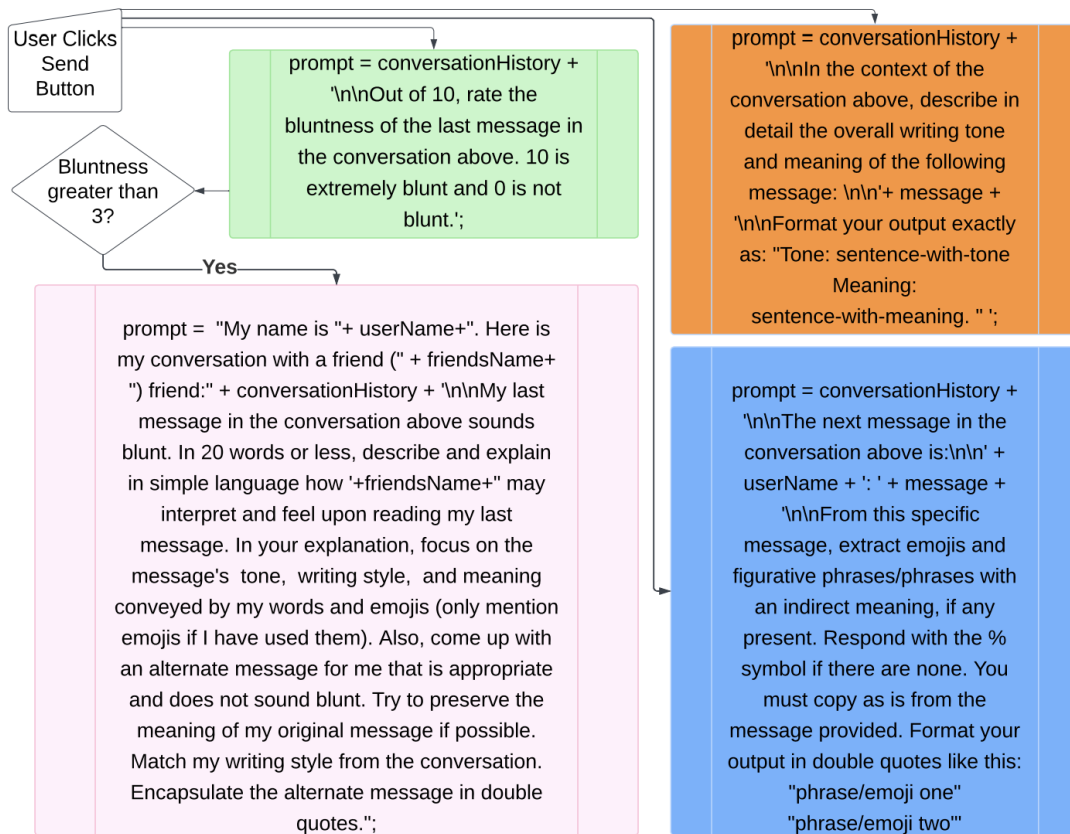 User Clicks
Send
Button
prompt = conversationHistory +
'\n\nOut of 10, rate the
bluntness of the last message in
the conversation above. 10 is
extremely blunt and 0 is not
blunt.';
Bluntness
greater than
3?
Yes
prompt =  "My name is "+ userName+". Here is
my conversation with a friend (" + friendsName+
") friend:" + conversationHistory + '\n\nMy last
message in the conversation above sounds
blunt. In 20 words or less, describe and explain
in simple language how '+friendsName+" may
interpret and feel upon reading my last
message. In your explanation, focus on the
message's  tone,  writing style,  and meaning
conveyed by my words and emojis (only mention
emojis if I have used them). Also, come up with
an alternate message for me that is appropriate
and does not sound blunt. Try to preserve the
meaning of my original message if possible.
Match my writing style from the conversation.
Encapsulate the alternate message in double
quotes.";
prompt = conversationHistory +
'\n\nIn the context of the
conversation above, describe in
detail the overall writing tone
and meaning of the following
message: \n\n'+ message +
'\n\nFormat your output exactly
as: "Tone: sentence-with-tone
Meaning:
sentence-with-meaning. " ';
prompt = conversationHistory +
'\n\nThe next message in the
conversation above is:\n\n' +
userName + ': ' + message +
'\n\nFrom this specific
message, extract emojis and
figurative phrases/phrases with
an indirect meaning, if any
present. Respond with the %
symbol if there are none. You
must copy as is from the
message provided. Format your
output in double quotes like this:
"phrase/emoji one"
"phrase/emoji two"'